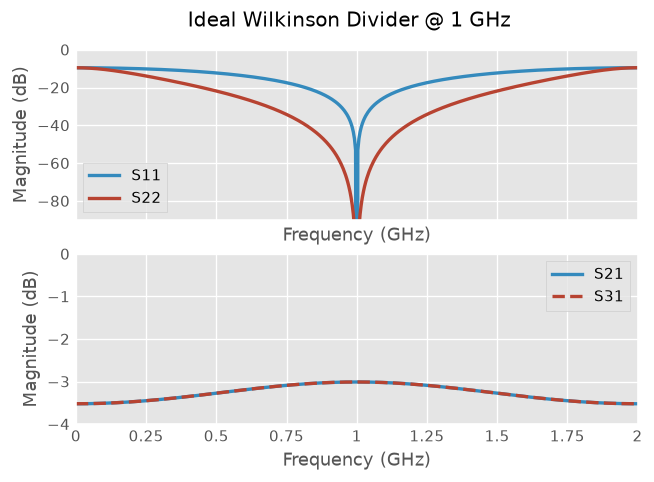 Ideal Wilkinson Divider @ 1 GHz
0
−20
−40
−60
−80
Magnitude (dB)
S11
S22
Frequency (GHz)
0
−1
−2
−3
−4
Magnitude (dB)
S21
S31
0 0.25 0.5 0.75 1 1.25 1.5 1.75 2
Frequency (GHz)